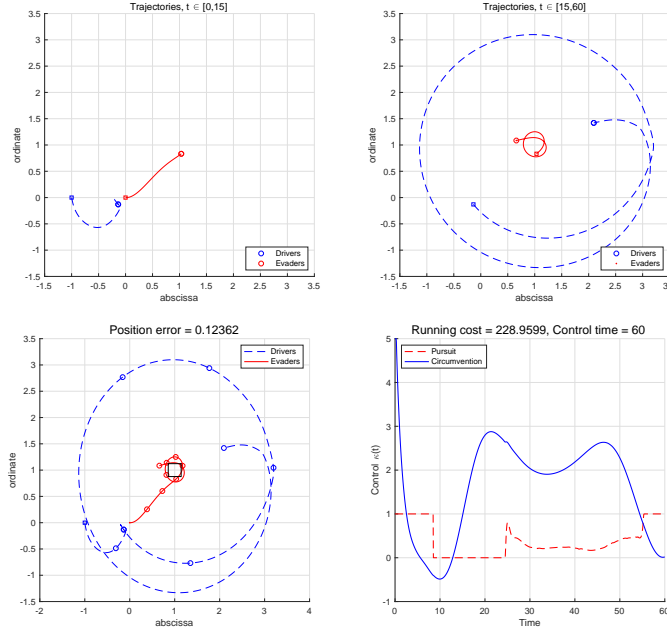 Trajectories, t ∈ [0,15]
3.5
3
2.5
2
1.5
1
0.5
0
-0.5
-1
-1.5
ordinate
-1.5 -1 -0.5 0 0.5 1 1.5 2 2.5 3 3.5
abscissa
Drivers
Evaders
Trajectories, t ∈ [15,60]
3.5
3
2.5
2
1.5
1
0.5
0
-0.5
-1
-1.5
ordinate
-1.5 -1 -0.5 0 0.5 1 1.5 2 2.5 3 3.5
abscissa
Drivers
Evaders
Position error = 0.12362
3.5
3
2.5
2
1.5
1
0.5
0
-0.5
-1
-1.5
ordinate
-2 -1 0 1 2 3 4
abscissa
Drivers
Evaders
Running cost = 228.9599, Control time = 60
5
4
3
2
1
0
-1
Control κ(t)
0 10 20 30 40 50 60
Time
Pursuit
Circumvention